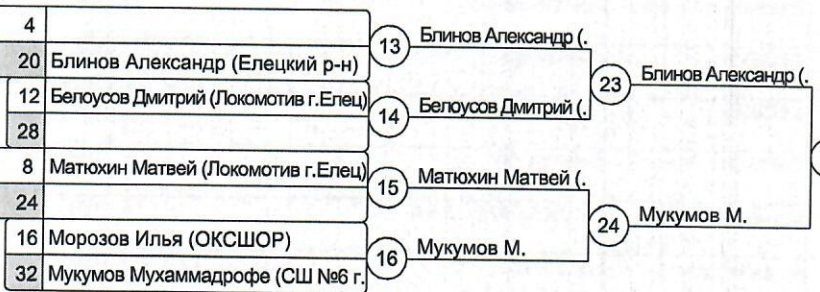 4
20 Блинов Александр (Елецкий р-н)
12 Белоусов Дмитрий (Локомотив г.Елец)
28
8 Матюхин Матвей (Локомотив г.Елец)
24
16 Морозов Илья (ОКСШОР)
32 Мукумов Мухаммадрофе (СШ №6 г.
13 Блинов Александр (.
14 Белоусов Дмитрий (.
15 Матюхин Матвей (.
16 Мукумов М.
23 Блинов Александр (.
24 Мукумов М.